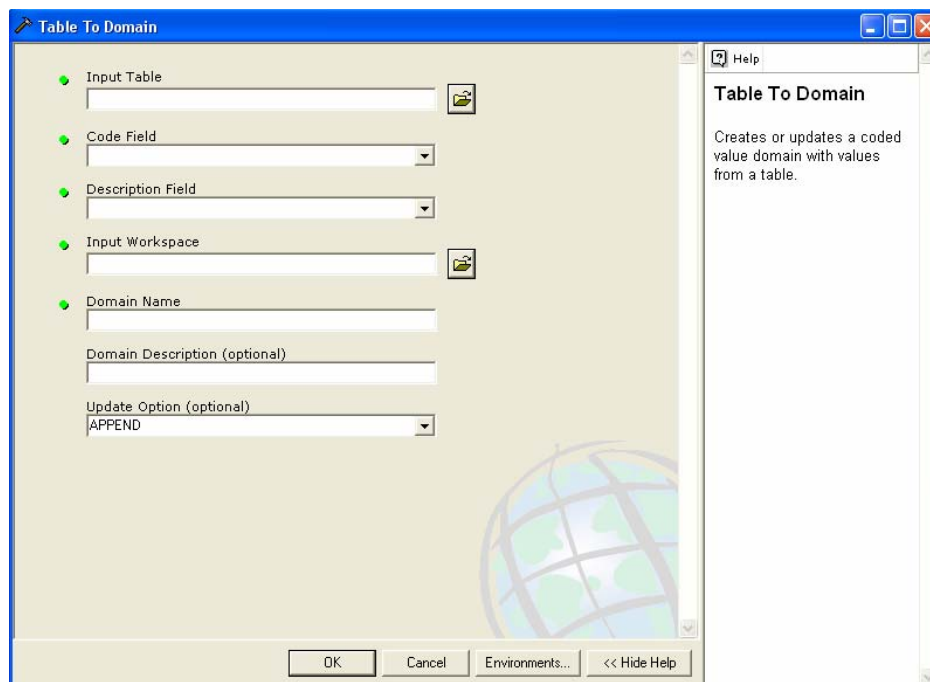 Table To Domain
Input Table
Code Field
Description Field
Input Workspace
Domain Name
Domain Description (optional)
Update Option (optional)
APPEND
OK
Cancel
Environments...
<< Hide Help
Help
Table To Domain
Creates or updates a coded
value domain with values
from a table.